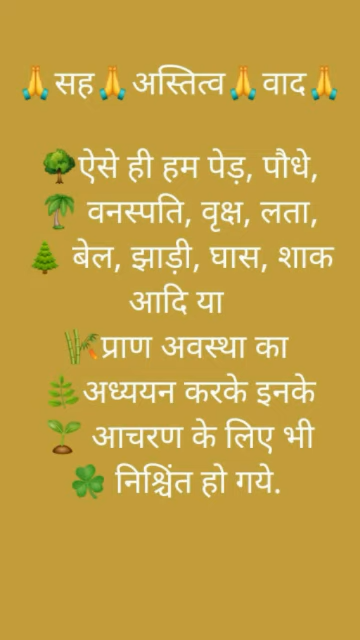 🙏सह🙏अस्तित्व🙏वाद🙏
🌳ऐसे ही हम पेड़, पौधे,
🌴 वनस्पति, वृक्ष, लता,
🌲 बेल, झाड़ी, घास, शाक
आदि या
🎋प्राण अवस्था का
🌿अध्ययन करके इनके
🌱 आचरण के लिए भी
☘️ निश्चिंत हो गये.